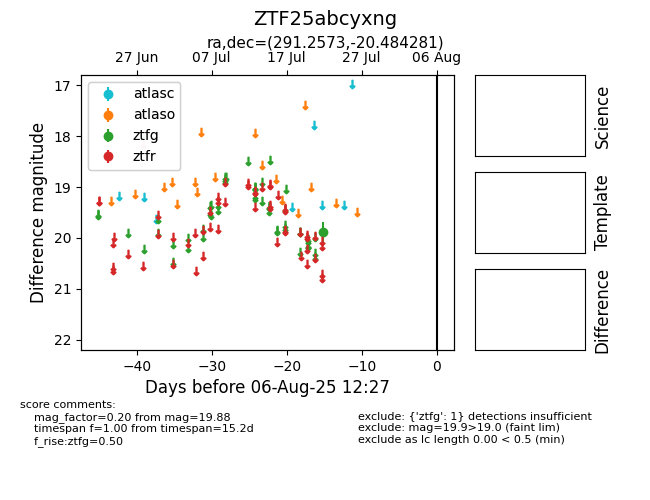 ZTF25abcyxng
ra,dec=(291.2573,-20.484281)
27 Jun 07 Jul 17 Jul 27 Jul 06 Aug
atlasc
atlaso
ztfg
ztfr
17
18
19
20
21
22
Difference magnitude
−40 −30 −20 −10 0
Days before 06-Aug-25 12:27
Science
Template
Difference
score comments:
mag_factor=0.20 from mag=19.88
timespan f=1.00 from timespan=15.2d
f_rise:ztfg=0.50
exclude: {'ztfg': 1} detections insufficient
exclude: mag=19.9>19.0 (faint lim)
exclude as lc length 0.00 < 0.5 (min)